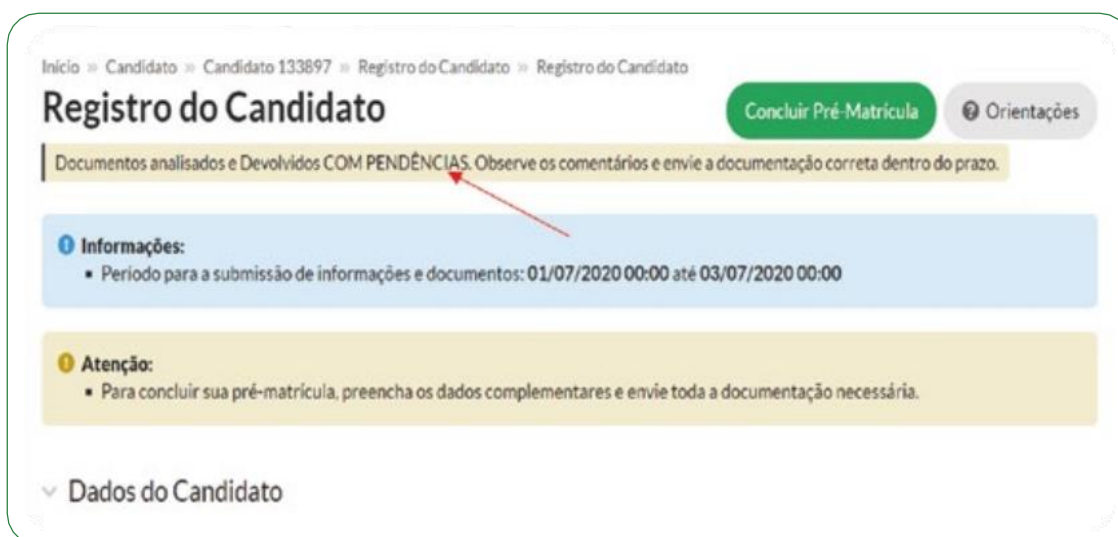 Início » Candidato » Candidato 133897 » Registro do Candidato » Registro do Candidato
Registro do Candidato
Concluir Pré-Matrícula
Orientações
Documentos analisados e Devolvidos COM PENDÊNCIAS. Observe os comentários e envie a documentação correta dentro do prazo.
Informações:
▪ Período para a submissão de informações e documentos: 01/07/2020 00:00 até 03/07/2020 00:00
Atenção:
▪ Para concluir sua pré-matrícula, preencha os dados complementares e envie toda a documentação necessária.
Dados do Candidato